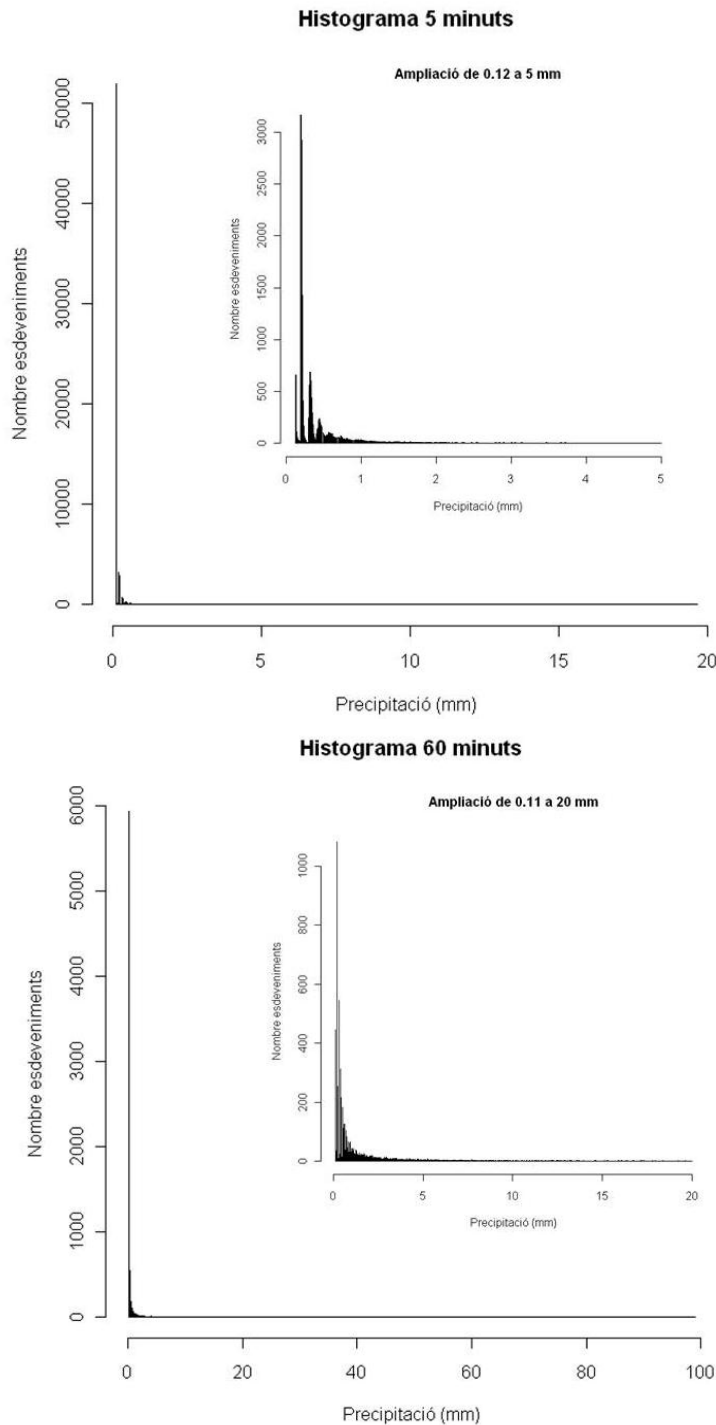 Histograma 5 minuts
Ampliació de 0.12 a 5 mm
Nombre esdeveniments
50000
40000
30000
20000
10000
0
Nombre esdeveniments
3000
2500
2000
1500
1000
500
0
0 1 2 3 4 5
Precipitació (mm)
0 5 10 15 20
Precipitació (mm)
Histograma 60 minuts
Ampliació de 0.11 a 20 mm
Nombre esdeveniments
6000
5000
4000
3000
2000
1000
0
Nombre esdeveniments
1000
800
600
400
200
0
0 5 10 15 20
Precipitació (mm)
0 20 40 60 80 100
Precipitació (mm)